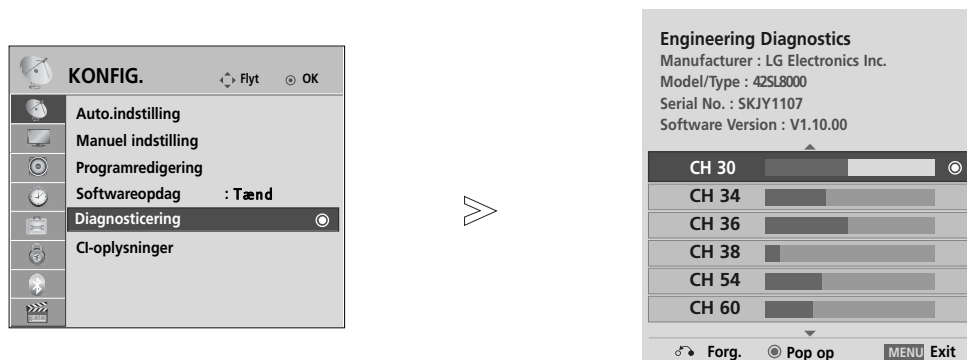 KONFIG. Flyt OK
Auto.indstilling
Manuel indstilling
Programredigering
Softwareopdag : Tænd
Diagnosticering
CI-oplysninger
Engineering Diagnostics
Manufacturer : LG Electronics Inc.
Model/Type : 42SL8000
Serial No. : SKJY1107
Software Version : V1.10.00
CH 30
CH 34
CH 36
CH 38
CH 54
CH 60
Forg. Pop op MENU Exit